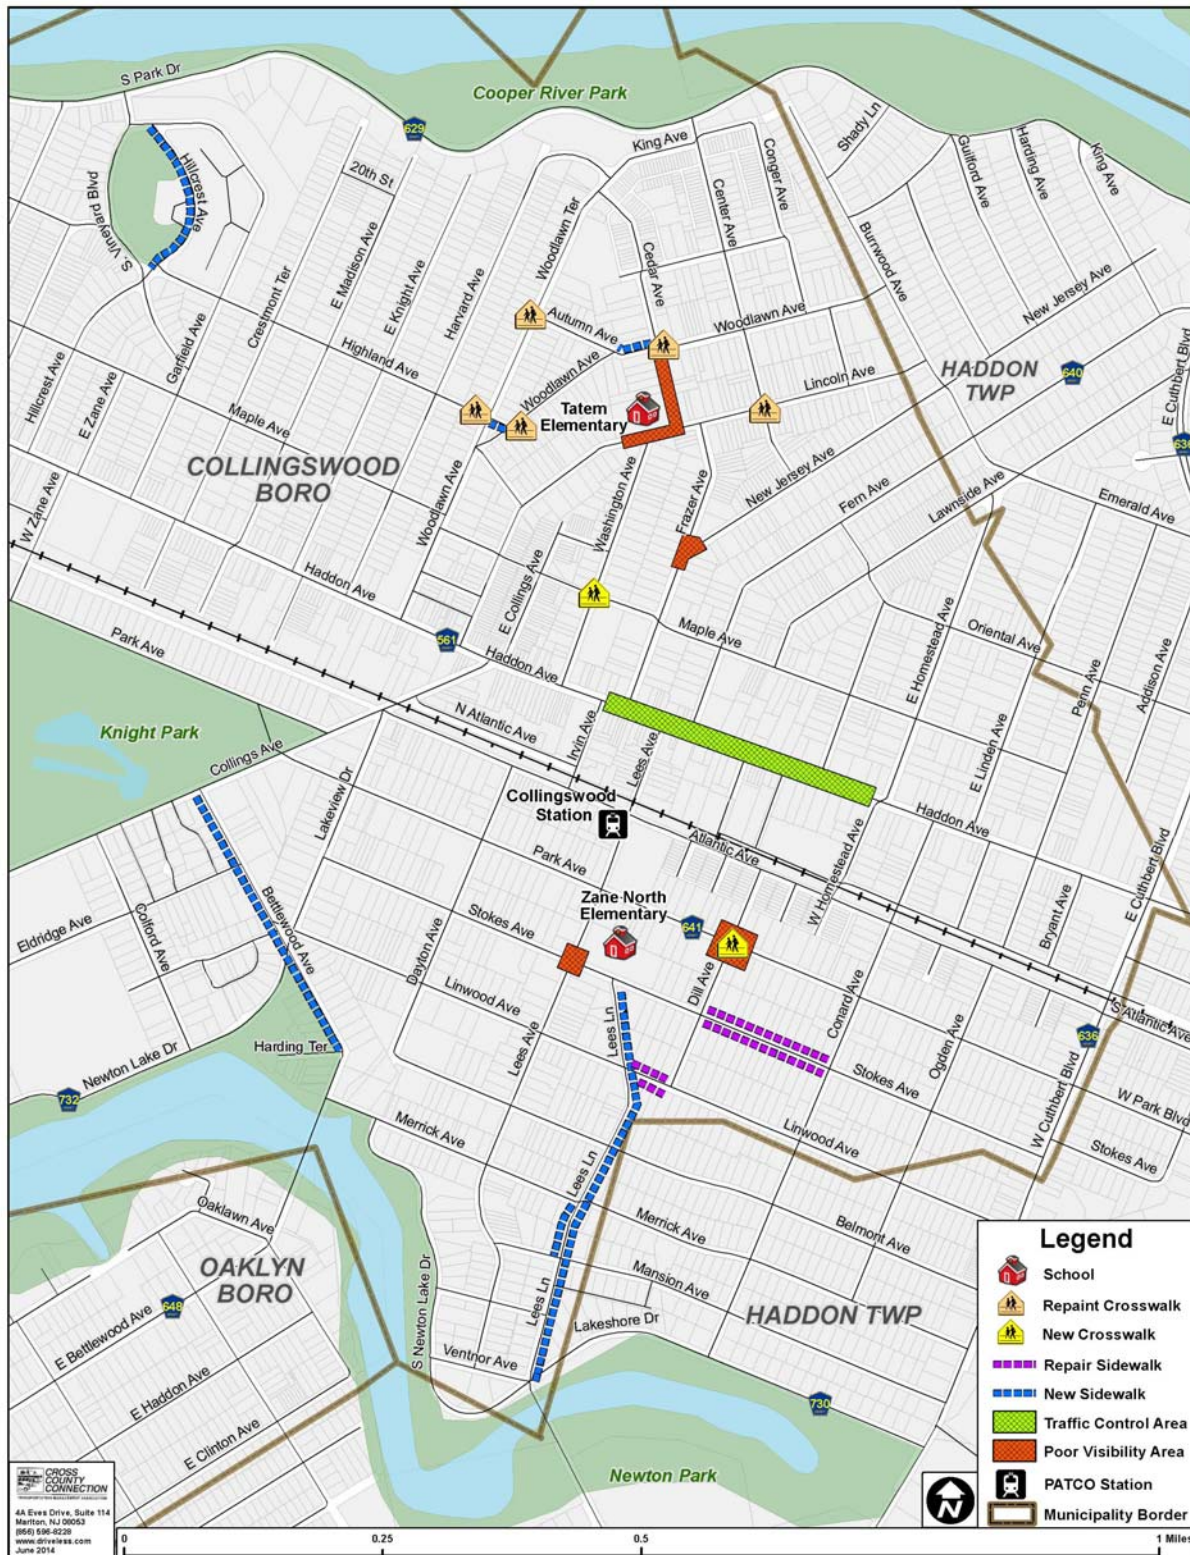 S Park Dr
Cooper River Park
629
King Ave
Shady Ln
Guilford Ave
Harding Ave
King Ave
Conger Ave
Center Ave
20th St
Hillcrest Ave
S. Vineyard Blvd
Woodlawn Ter
Cedar Ave
Burrwood Ave
E Madison Ave
E Knight Ave
Harvard Ave
Crestmont Ter
Garfield Ave
New Jersey Ave
Autumn Ave
Woodlawn Ave
Highland Ave
Woodlawn Ave
Lincoln Ave
HADDON
TWP
640
E Cuthbert Blvd
636
Hillcrest Ave
E Zane Ave
Maple Ave
Tatem
Elementary
COLLINGSWOOD
BORO
W Zane Ave
Woodlawn Ave
Washington Ave
Frazer Ave
New Jersey Ave
Fern Ave
Lawnside Ave
Emerald Ave
Haddon Ave
E Collings Ave
561
Haddon Ave
Maple Ave
Oriental Ave
E Homestead Ave
Penn Ave
Addison Ave
Park Ave
N Atlantic Ave
Irvin Ave
Lees Ave
E Linden Ave
Knight Park
Collings Ave
Lakeview Dr
Collingswood
Station
Atlantic Ave
Haddon Ave
W Homestead Ave
Park Ave
E Cuthbert Blvd
Zane North
Elementary
641
Bryant Ave
Eldridge Ave
Colford Ave
Bettlewood Ave
Stokes Ave
Dayton Ave
Linwood Ave
Dill Ave
Conard Ave
Ogden Ave
S Atlantic Ave
636
Harding Ter
Newton Lake Dr
732
Lees Ave
Lees Ln
Stokes Ave
W Cuthbert Blvd
W Park Blvd
Stokes Ave
Merrick Ave
Linwood Ave
Lees Ln
Merrick Ave
Belmont Ave
Mansion Ave
Oaklawn Ave
OAKLYN
BORO
648
E Bettlewood Ave
S Newton Lake Dr
Lees Ln
Lakeshore Dr
HADDON TWP
Ventnor Ave
E Haddon Ave
E Clinton Ave
730
Newton Park
Legend
School
Repaint Crosswalk
New Crosswalk
Repair Sidewalk
New Sidewalk
Traffic Control Area
Poor Visibility Area
PATCO Station
Municipality Border
N
CROSS
COUNTY
CONNECTION
4A Eves Drive, Suite 114
Marlton, NJ 08053
(856) 596-8228
www.driveless.com
June 2014
0
0.25
0.5
1 Miles